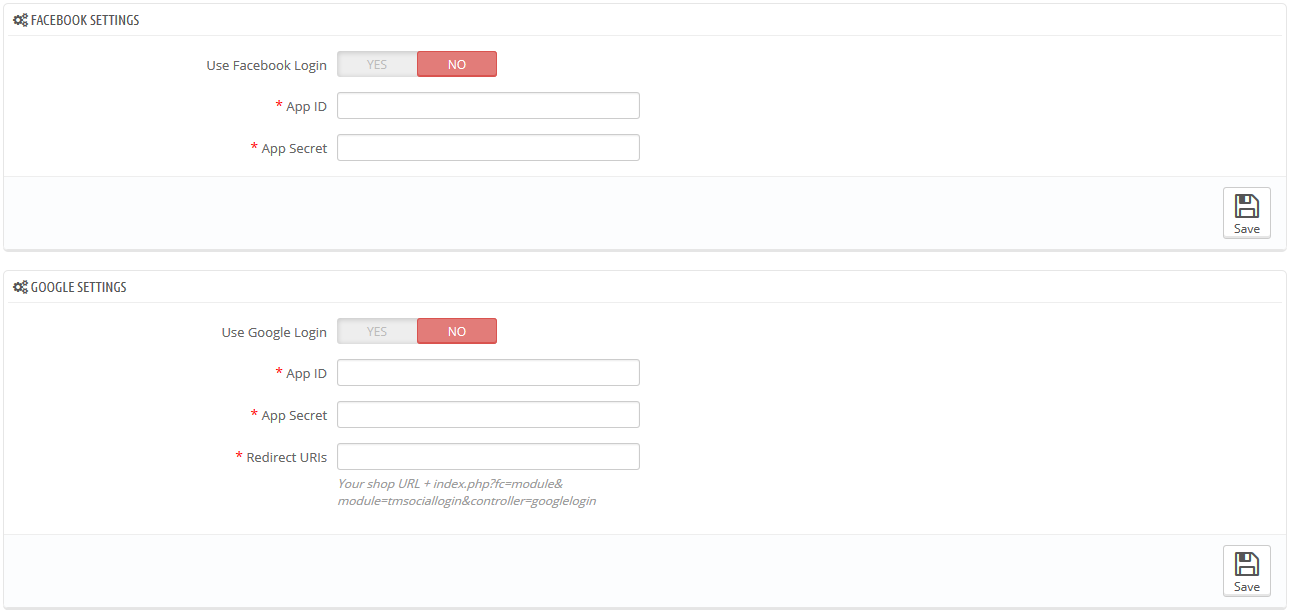 FACEBOOK SETTINGS
Use Facebook Login YES NO
* App ID
* App Secret
Save
GOOGLE SETTINGS
Use Google Login YES NO
* App ID
* App Secret
* Redirect URIs
Your shop URL + index.php?fc=module&
module=tmsociallogin&controller=googlelogin
Save